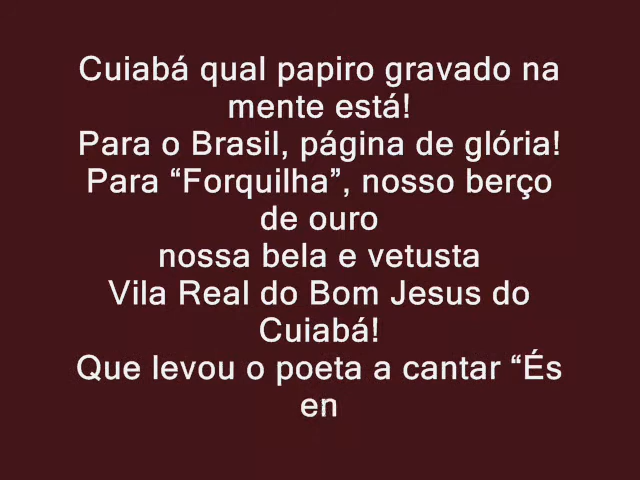 Cuiabá qual papiro gravado na
mente está!
Para o Brasil, página de glória!
Para “Forquilha”, nosso berço
de ouro
nossa bela e vetusta
Vila Real do Bom Jesus do
Cuiabá!
Que levou o poeta a cantar “És
en